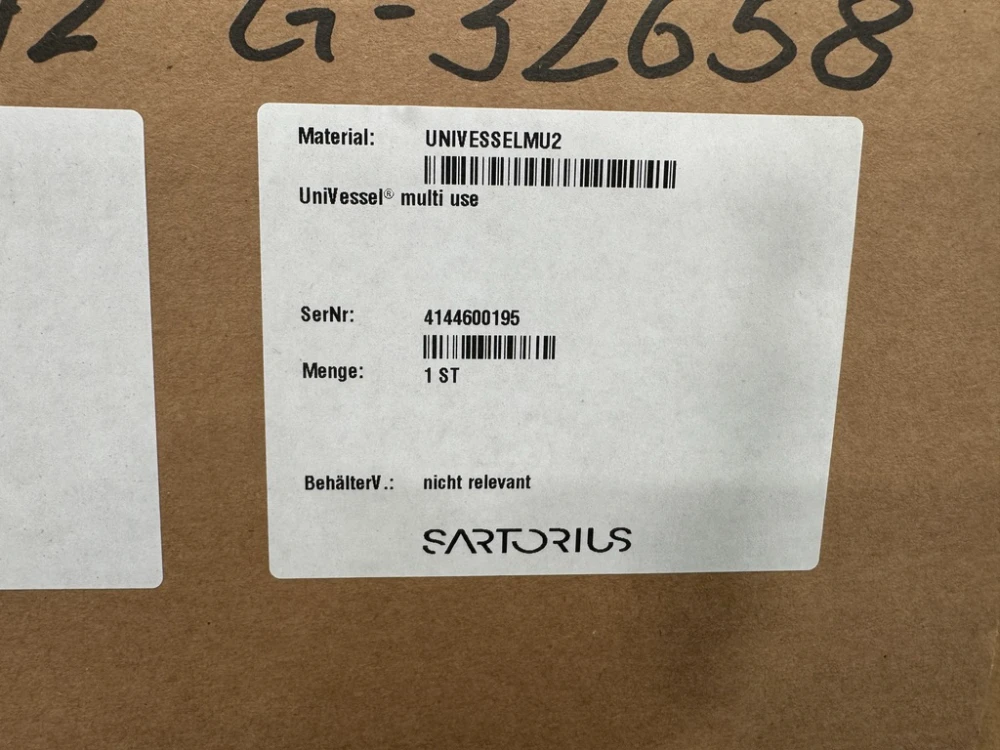 G-32658
Material: UNIVESSELMU2
UniVessel® multi use
SerNr: 4144600195
Menge: 1 ST
BehälterV.: nicht relevant
SARTORIUS